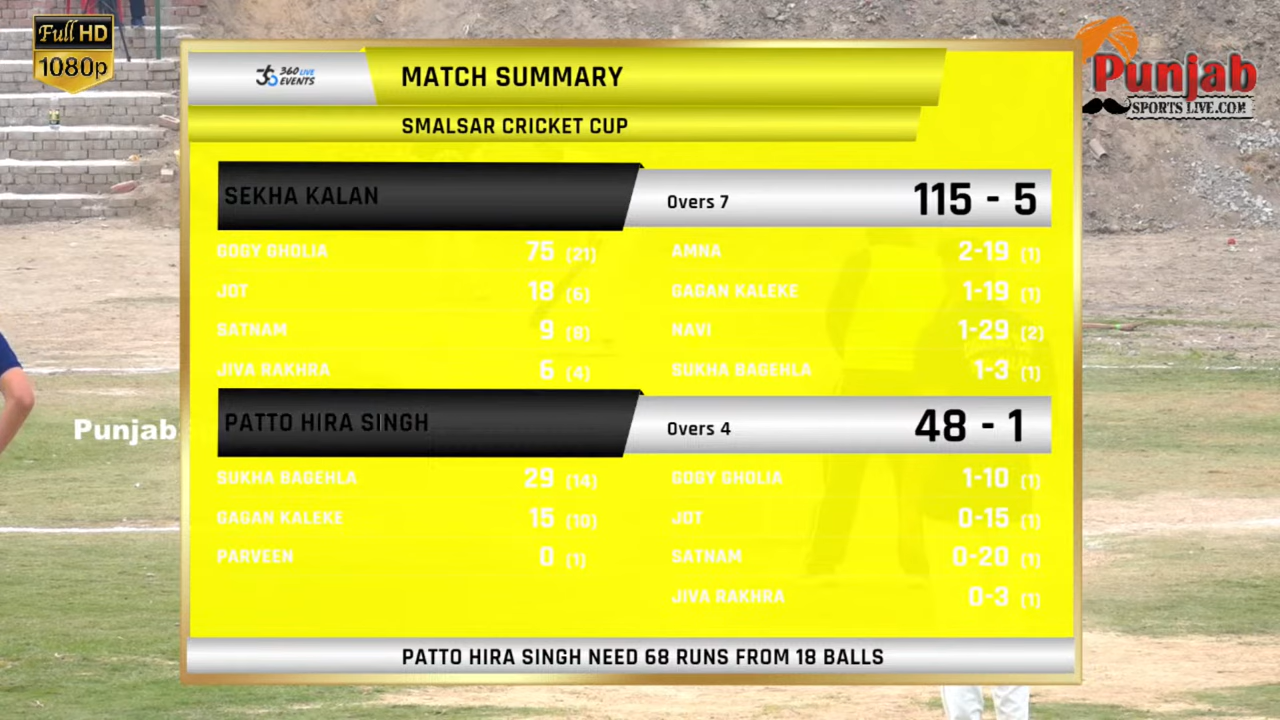 Full HD
1080p
360 LIVE
EVENTS
MATCH SUMMARY
Punjab
SPORTS LIVE.COM
SMALSAR CRICKET CUP
SEKHA KALAN Overs 7 115 - 5
GOGY GHOLIA 75 (21) AMNA 2-19 (1)
JOT 18 (6) GAGAN KALEKE 1-19 (1)
SATNAM 9 (8) NAVI 1-29 (2)
JIVA RAKHRA 6 (4) SUKHA BAGEHLA 1-3 (1)
PATTO HIRA SINGH Overs 4 48 - 1
Punjab
SUKHA BAGEHLA 29 (14) GOGY GHOLIA 1-10 (1)
GAGAN KALEKE 15 (10) JOT 0-15 (1)
PARVEEN 0 (1) SATNAM 0-20 (1)
JIVA RAKHRA 0-3 (1)
PATTO HIRA SINGH NEED 68 RUNS FROM 18 BALLS